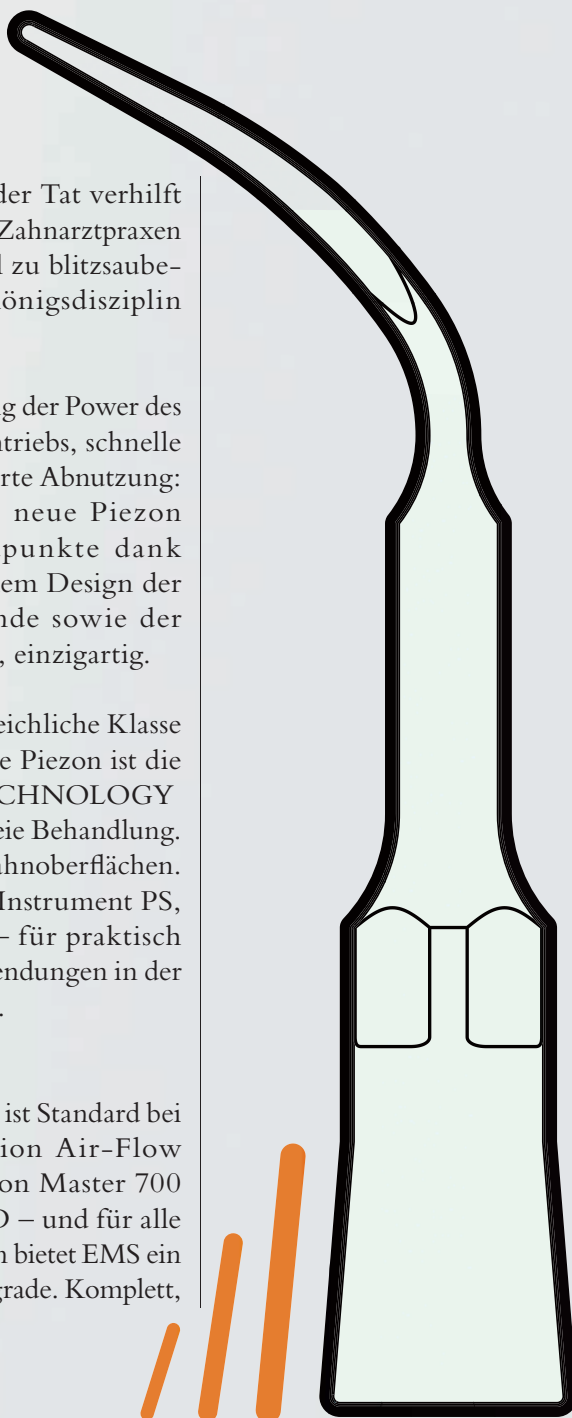 der Tat verhilft
Zahnarztpraxen
l zu blitzsaube-
önigsdisziplin
g der Power des
ntriebs, schnelle
rte Abnutzung:
neue Piezon
punkte dank
em Design der
nde sowie der
, einzigartig.
eichliche Klasse
e Piezon ist die
CHNOLOGY
eie Behandlung.
ahnoberflächen.
Instrument PS,
– für praktisch
endungen in der
.
ist Standard bei
ion Air-Flow
on Master 700
D – und für alle
n bietet EMS ein
grade. Komplett,